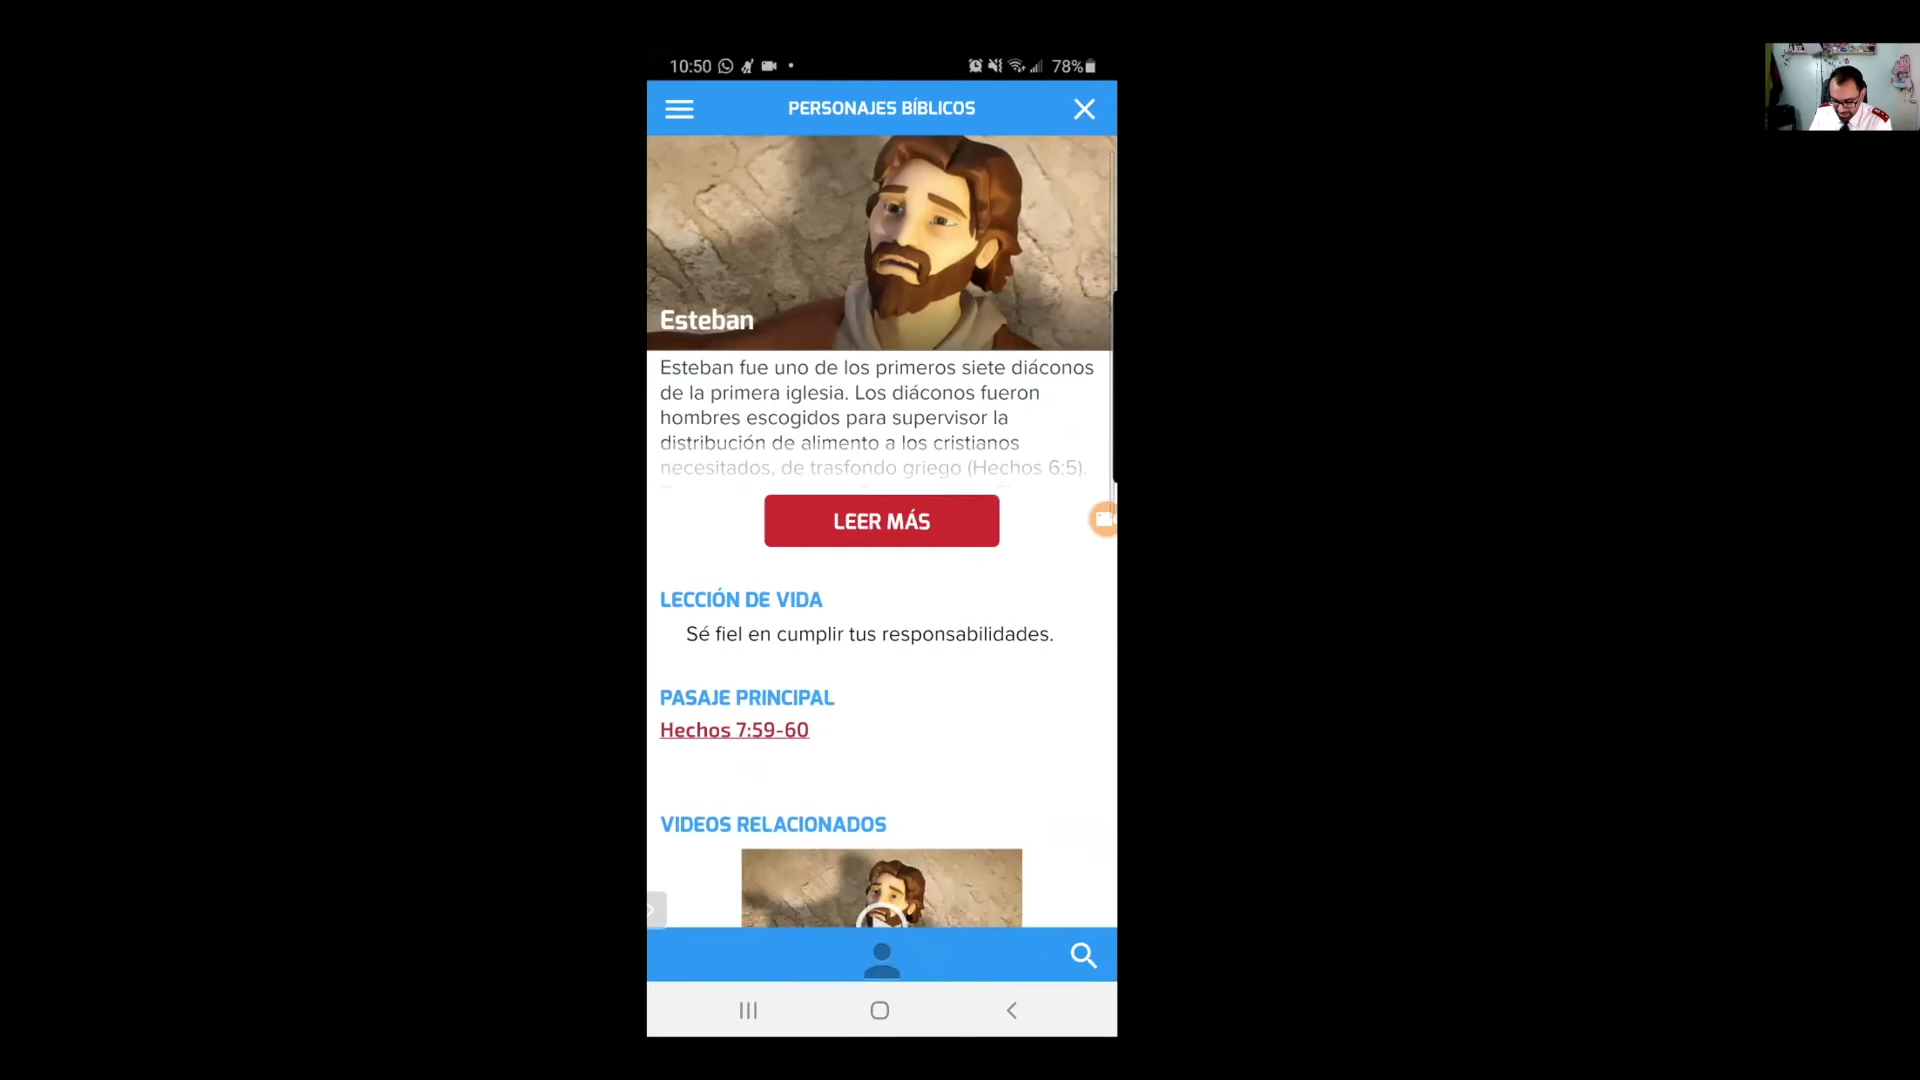 10:50
78%
PERSONAJES BÍBLICOS
Esteban
Esteban fue uno de los primeros siete diáconos
de la primera iglesia. Los diáconos fueron
hombres escogidos para supervisor la
distribución de alimento a los cristianos
necesitados, de trasfondo griego (Hechos 6:5).
LEER MÁS
LECCIÓN DE VIDA
Sé fiel en cumplir tus responsabilidades.
PASAJE PRINCIPAL
Hechos 7:59-60
VIDEOS RELACIONADOS